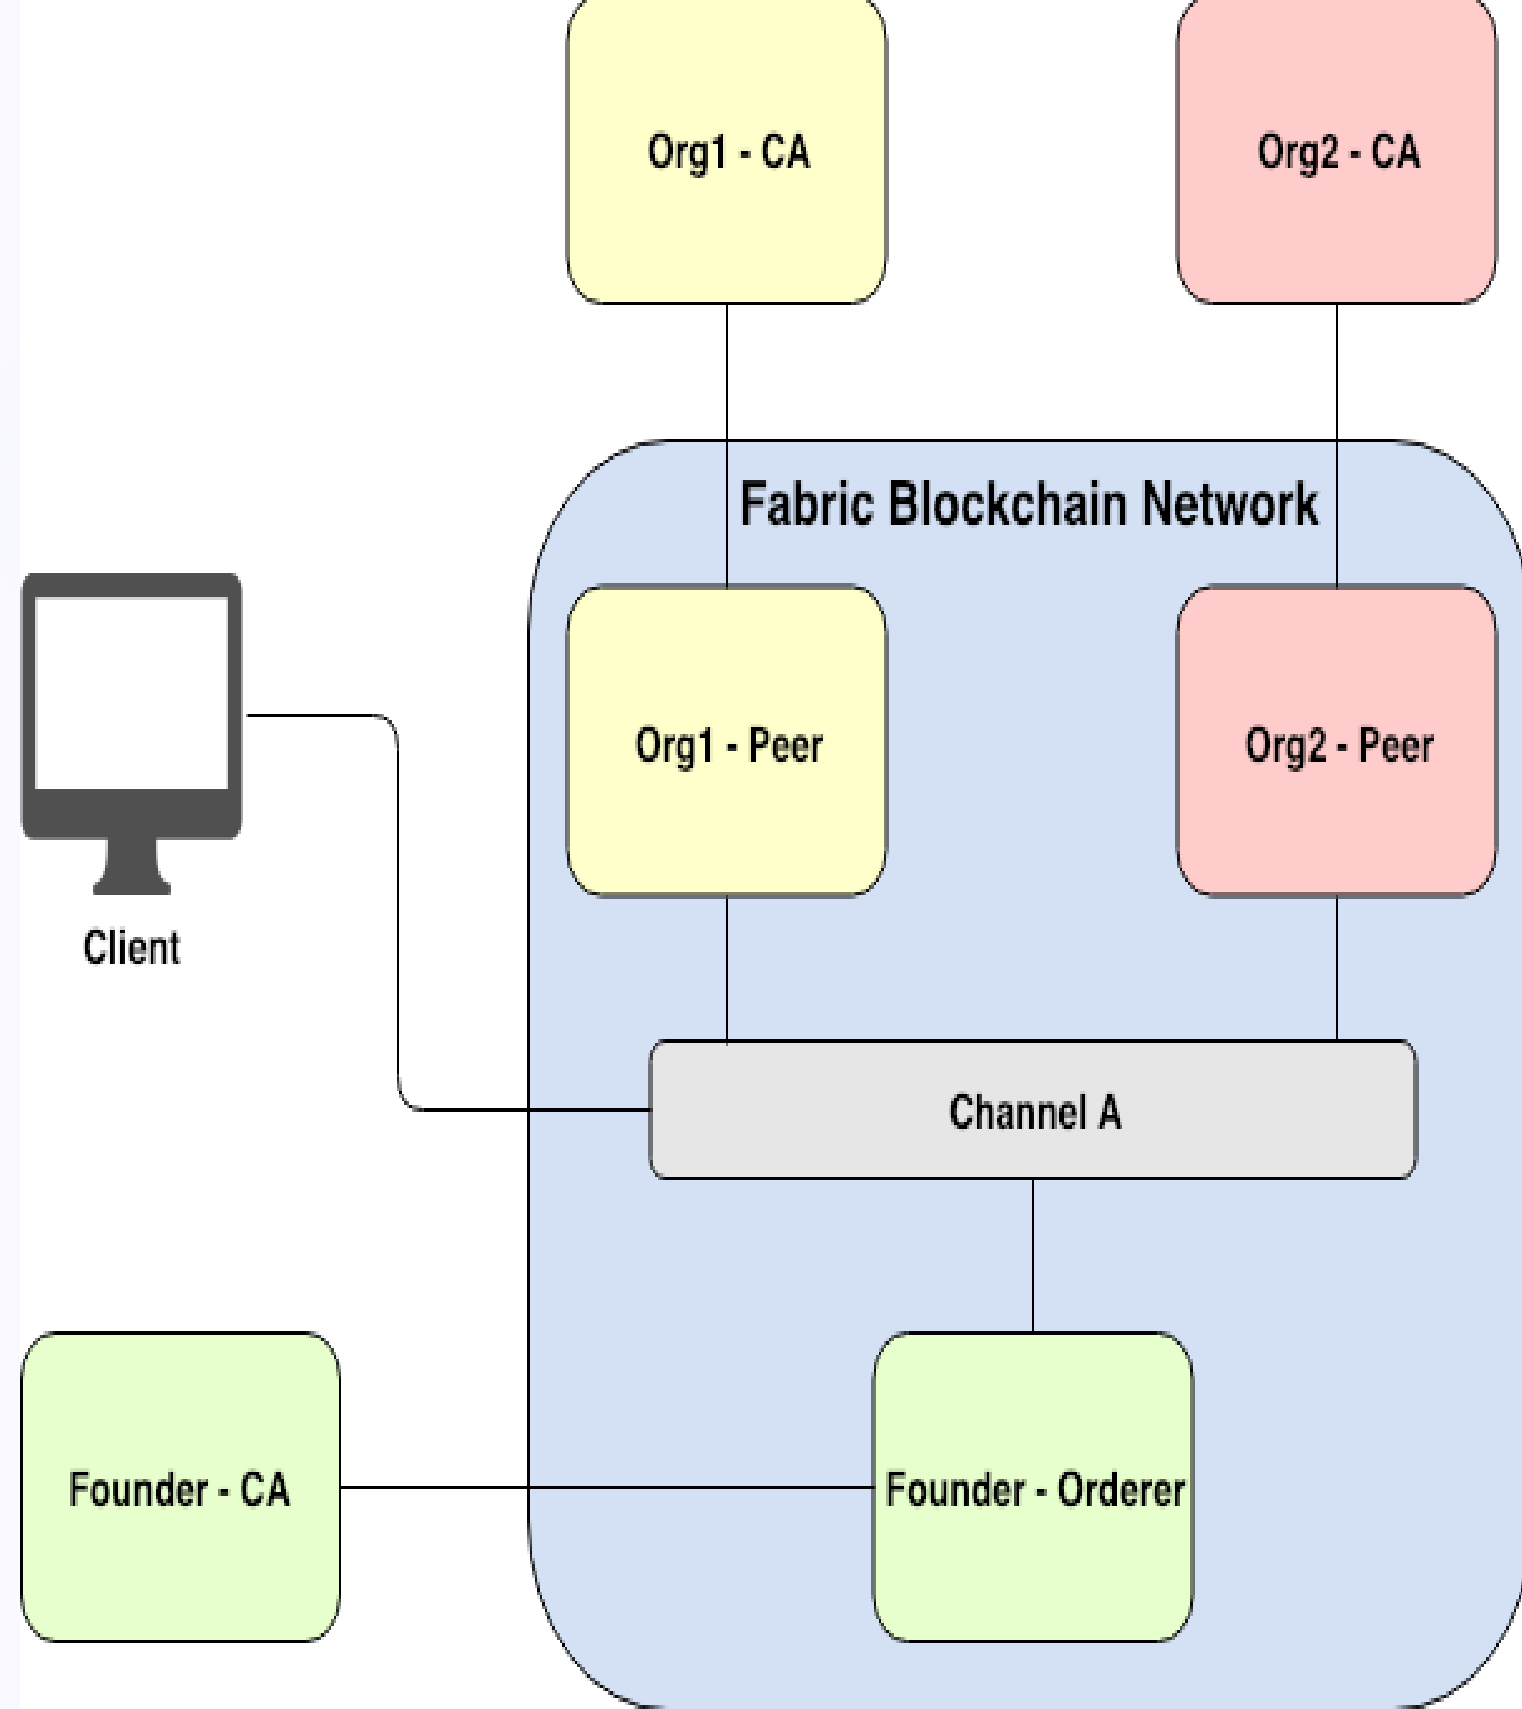 Org1 - CA
Org2 - CA
Fabric Blockchain Network
Org1 - Peer
Org2 - Peer
Client
Channel A
Founder - CA
Founder - Orderer